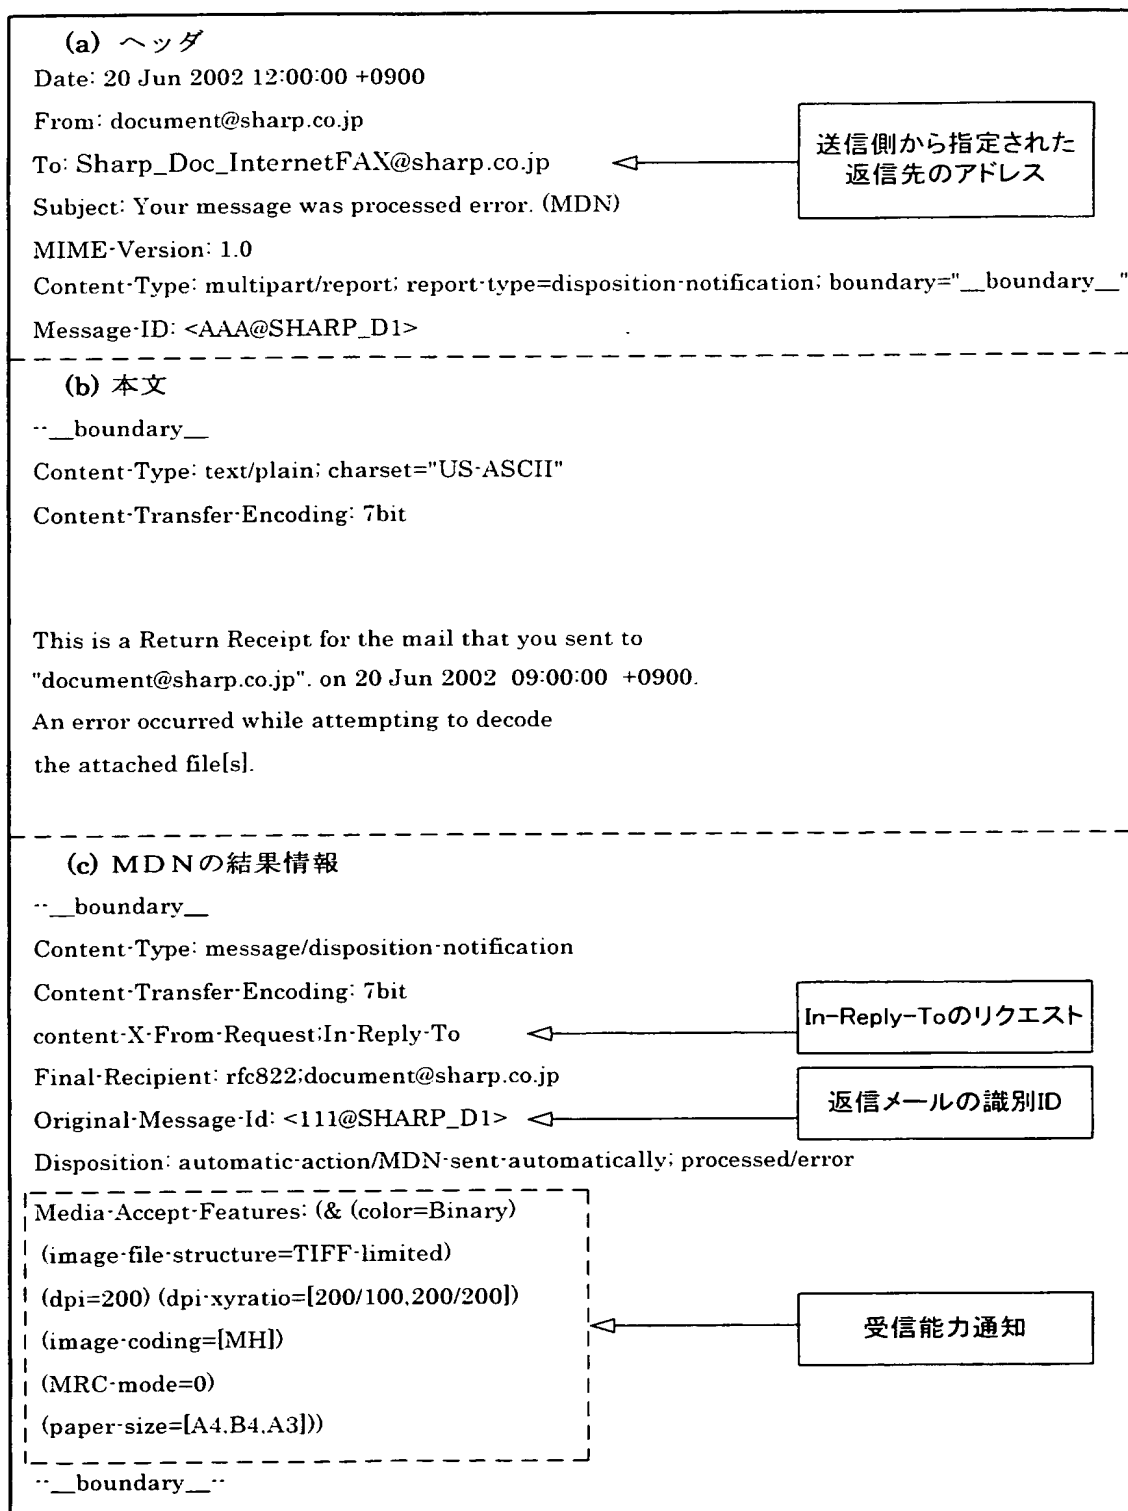 (a) ヘッダ
Date: 20 Jun 2002 12:00:00 +0900
From: document@sharp.co.jp
To: Sharp_Doc_InternetFAX@sharp.co.jp
送信側から指定された
返信先のアドレス
Subject: Your message was processed error. (MDN)
MIME-Version: 1.0
Content-Type: multipart/report; report-type=disposition-notification; boundary="__boundary__"
Message-ID: <AAA@SHARP_D1>
(b) 本文
--__boundary__
Content-Type: text/plain; charset="US-ASCII"
Content-Transfer-Encoding: 7bit
This is a Return Receipt for the mail that you sent to
"document@sharp.co.jp". on 20 Jun 2002 09:00:00 +0900.
An error occurred while attempting to decode
the attached file[s].
(c) MDNの結果情報
--__boundary__
Content-Type: message/disposition-notification
Content-Transfer-Encoding: 7bit
content-X-From-Request;In-Reply-To
In-Reply-Toのリクエスト
Final-Recipient: rfc822;document@sharp.co.jp
Original-Message-Id: <111@SHARP_D1>
返信メールの識別ID
Disposition: automatic-action/MDN-sent-automatically; processed/error
Media-Accept-Features: (& (color=Binary)
(image-file-structure=TIFF-limited)
(dpi=200) (dpi-xyratio=[200/100,200/200])
(image-coding=[MH])
受信能力通知
(MRC-mode=0)
(paper-size=[A4,B4,A3]))
--__boundary__--